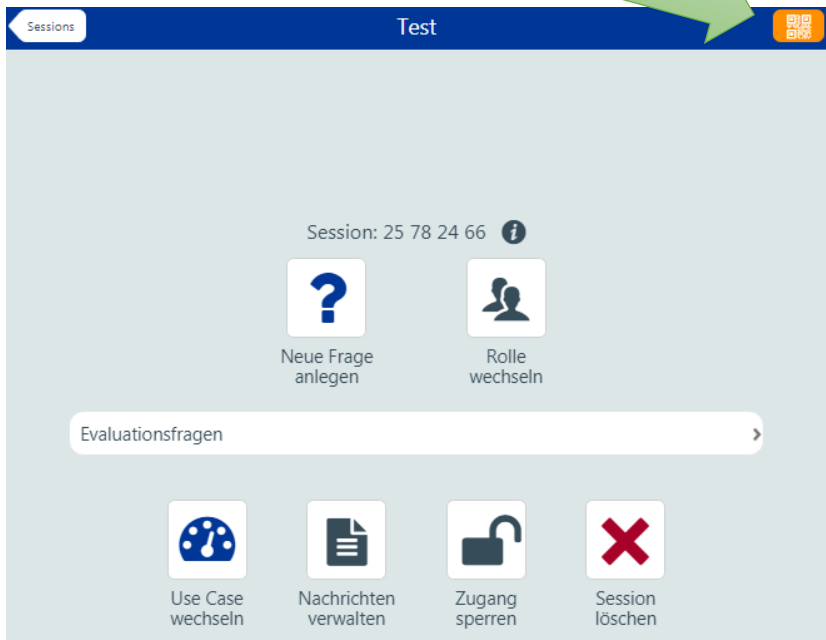 Sessions
Test
Session: 25 78 24 66
Neue Frage
anlegen
Rolle
wechseln
Evaluationsfragen
Use Case
wechseln
Nachrichten
verwalten
Zugang
sperren
Session
löschen